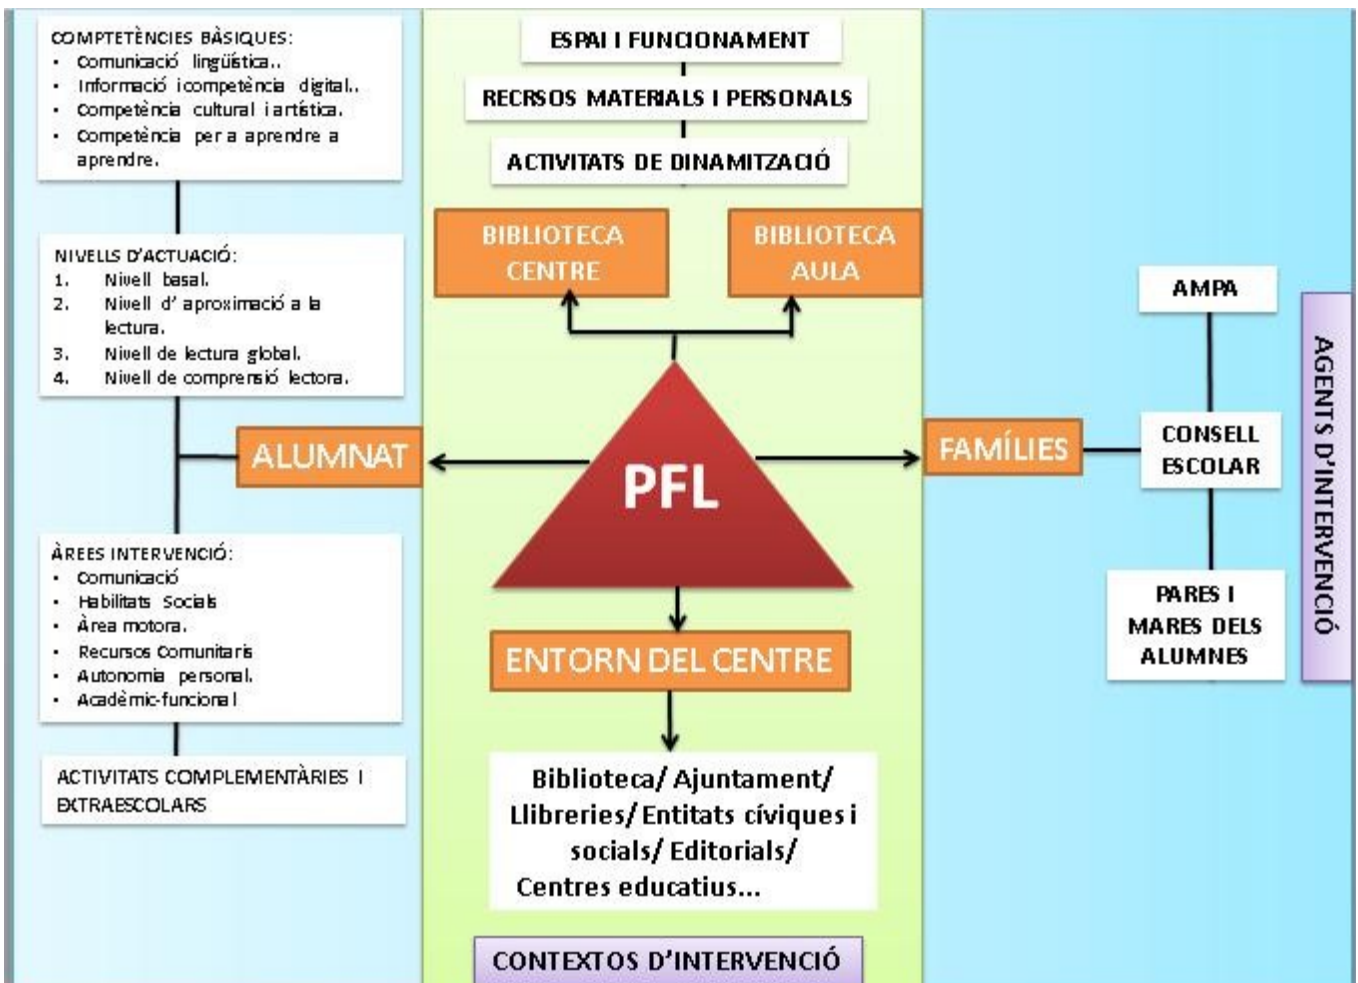 COMPTETÈNCIES BÀSIQUES:
• Comunicació lingüística..
• Informació i competència digital..
• Competència cultural i artística.
• Competència per a aprendre a
aprendre.
NIVELLS D'ACTUACIÓ:
1. Nivell basal.
2. Nivell d' aproximació a la
lectura.
3. Nivell de lectura global.
4. Nivell de comprensió lectora.
ALUMNAT
ÀREES INTERVENCIÓ:
• Comunicació
• Habilitats Socials
• Àrea motora.
• Recursos Comunitaris
• Autonomia personal.
• Acadèmic-funcional
ACTIVITATS COMPLEMENTÀRIES I
EXTRAESCOLARS
ESPAI I FUNCIONAMENT
RECRSOS MATERIALS I PERSONALS
ACTIVITATS DE DINAMITZACIÓ
BIBLIOTECA
CENTRE
BIBLIOTECA
AULA
PFL
ENTORN DEL CENTRE
Biblioteca/ Ajuntament/
Llibreries/ Entitats cíviques i
socials/ Editorials/
Centres educatius...
CONTEXTOS D'INTERVENCIÓ
FAMÍLIES
AMPA
CONSELL
ESCOLAR
PARES I
MARES DELS
ALUMNES
AGENTS D'INTERVENCIÓ